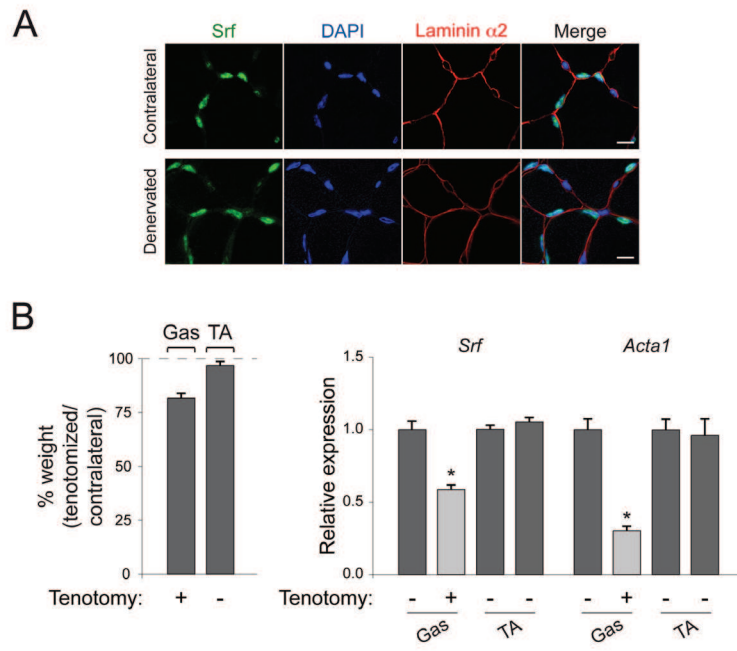 A
Srf DAPI Laminin α2 Merge
Contralateral
Denervated
B
Gas TA
100
75
50
25
0
% weight
(tenotomized/
contralateral)
Tenotomy: + -
Srf Acta1
1.5
1.0
0.5
0.0
Relative expression
* *
Tenotomy: - + - - - + - -
Gas TA Gas TA